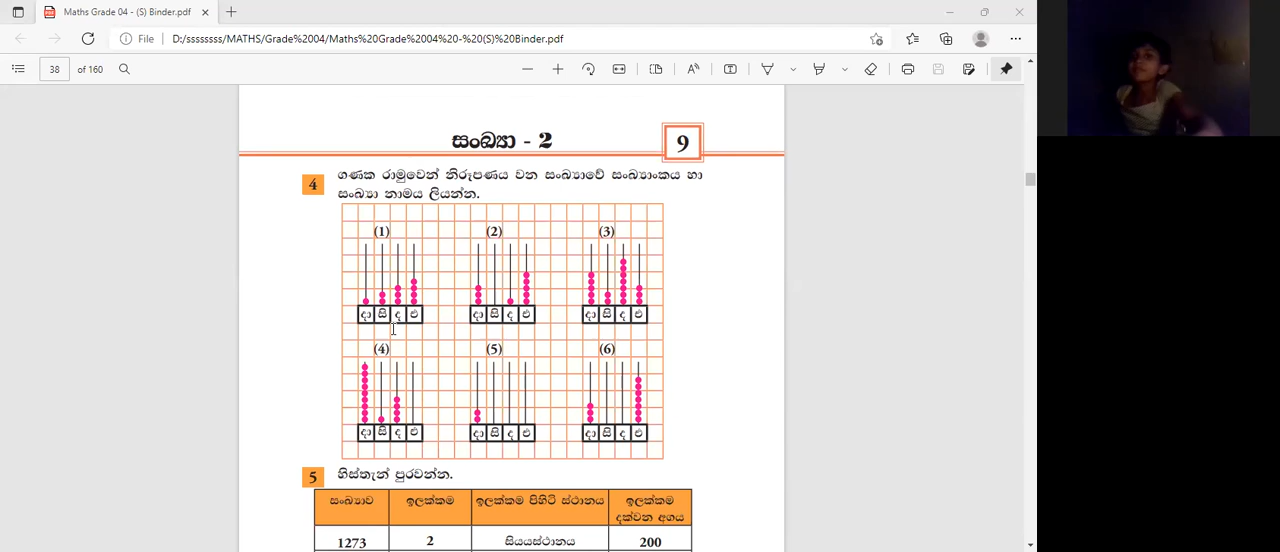 Maths Grade 04 - (S) Binder.pdf
File
D:/ssssssss/MATHS/Grade%2004/Maths%20Grade%2004%20-%20(S)%20Binder.pdf
38 of 160
සංඛ්‍යා - 2
9
4 ගණක රාමුවෙන් නිරූපණය වන සංඛ්‍යාවේ සංඛ්‍යාංකය හා
සංඛ්‍යා නාමය ලියන්න.
(1) (2) (3)
දා සි ද එ දා සි ද එ දා සි ද එ
(4) (5) (6)
දා සි ද එ දා සි ද එ දා සි ද එ
5 හිස්තැන් පුරවන්න.
සංඛ්‍යාව ඉලක්කම ඉලක්කම පිහිටි ස්ථානය ඉලක්කම
දක්වන අගය
1273 2 සියයස්ථානය 200